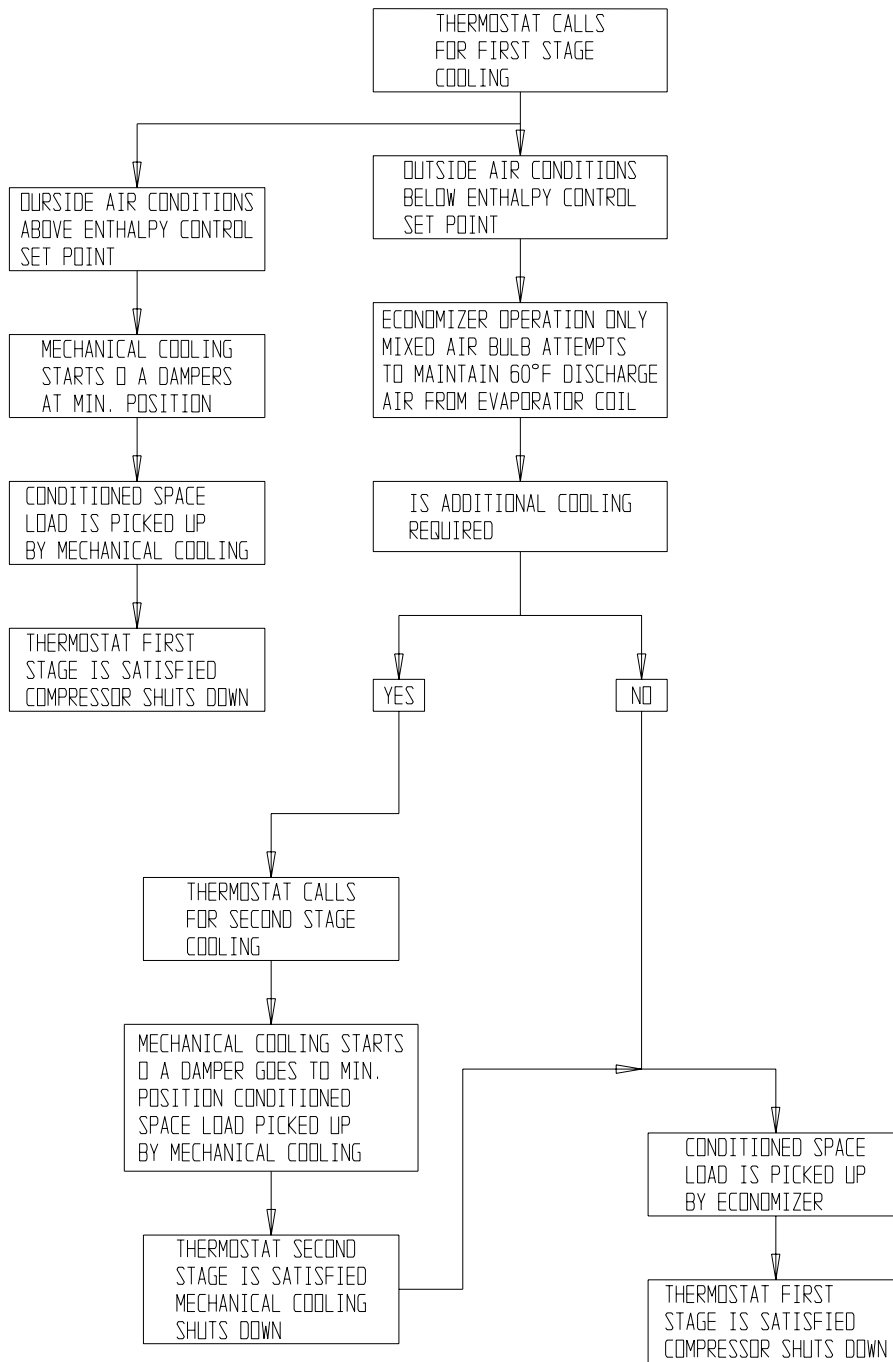 THERMOSTAT CALLS
FOR FIRST STAGE
COOLING
OURSIDE AIR CONDITIONS
ABOVE ENTHALPY CONTROL
SET POINT
OUTSIDE AIR CONDITIONS
BELOW ENTHALPY CONTROL
SET POINT
MECHANICAL COOLING
STARTS O A DAMPERS
AT MIN. POSITION
ECONOMIZER OPERATION ONLY
MIXED AIR BULB ATTEMPTS
TO MAINTAIN 60°F DISCHARGE
AIR FROM EVAPORATOR COIL
CONDITIONED SPACE
LOAD IS PICKED UP
BY MECHANICAL COOLING
IS ADDITIONAL COOLING
REQUIRED
THERMOSTAT FIRST
STAGE IS SATISFIED
COMPRESSOR SHUTS DOWN
YES
NO
THERMOSTAT CALLS
FOR SECOND STAGE
COOLING
MECHANICAL COOLING STARTS
O A DAMPER GOES TO MIN.
POSITION CONDITIONED
SPACE LOAD PICKED UP
BY MECHANICAL COOLING
CONDITIONED SPACE
LOAD IS PICKED UP
BY ECONOMIZER
THERMOSTAT SECOND
STAGE IS SATISFIED
MECHANICAL COOLING
SHUTS DOWN
THERMOSTAT FIRST
STAGE IS SATISFIED
COMPRESSOR SHUTS DOWN